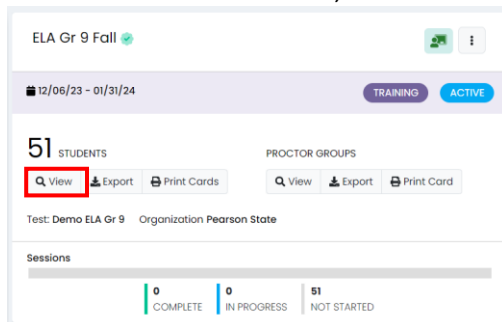 ELA Gr 9 Fall
12/06/23 - 01/31/24 TRAINING ACTIVE
51 STUDENTS PROCTOR GROUPS
View Export Print Cards View Export Print Card
Test: Demo ELA Gr 9 Organization Pearson State
Sessions
0 0 51
COMPLETE IN PROGRESS NOT STARTED